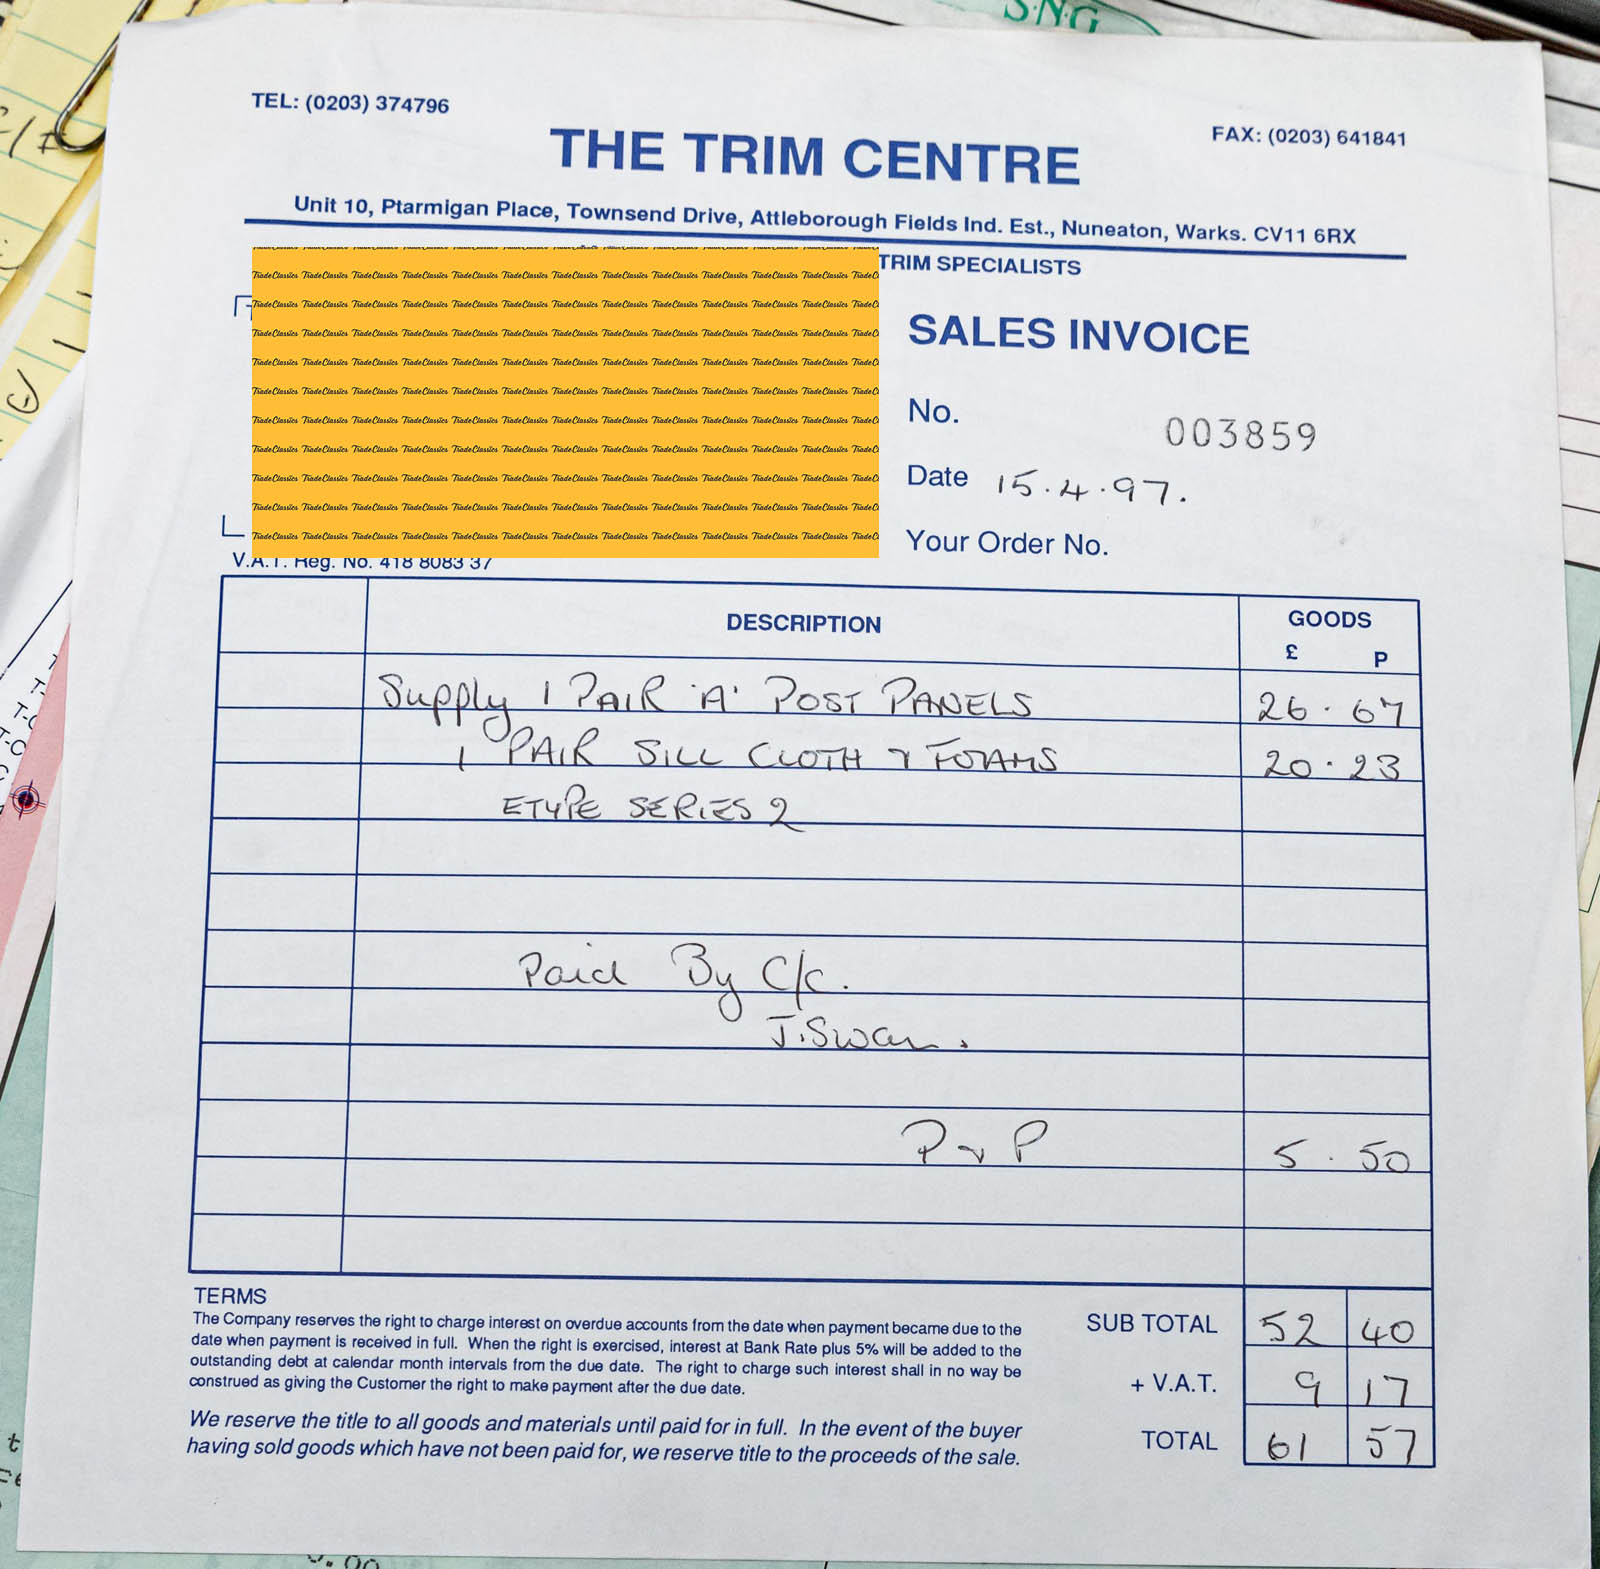 S·N·G
TEL: (0203) 374796
FAX: (0203) 641841
THE TRIM CENTRE
Unit 10, Ptarmigan Place, Townsend Drive, Attleborough Fields Ind. Est., Nuneaton, Warks. CV11 6RX
TRIM SPECIALISTS
Trade Classics
SALES INVOICE
No. 003859
Date 15.4.97.
Your Order No.
V.A.T. Reg. No. 418 8083 37
DESCRIPTION
GOODS
£ P
Supply 1 PAIR 'A' POST PANELS 26.67
1 PAIR SILL CLOTH & FOAMS 20.23
ETYPE SERIES 2
Paid By C/C.
J. Swan.
P & P 5.50
TERMS
The Company reserves the right to charge interest on overdue accounts from the date when payment became due to the
date when payment is received in full. When the right is exercised, interest at Bank Rate plus 5% will be added to the
outstanding debt at calendar month intervals from the due date. The right to charge such interest shall in no way be
construed as giving the Customer the right to make payment after the due date.
We reserve the title to all goods and materials until paid for in full. In the event of the buyer
having sold goods which have not been paid for, we reserve title to the proceeds of the sale.
SUB TOTAL 52 40
+ V.A.T. 9 17
TOTAL 61 57